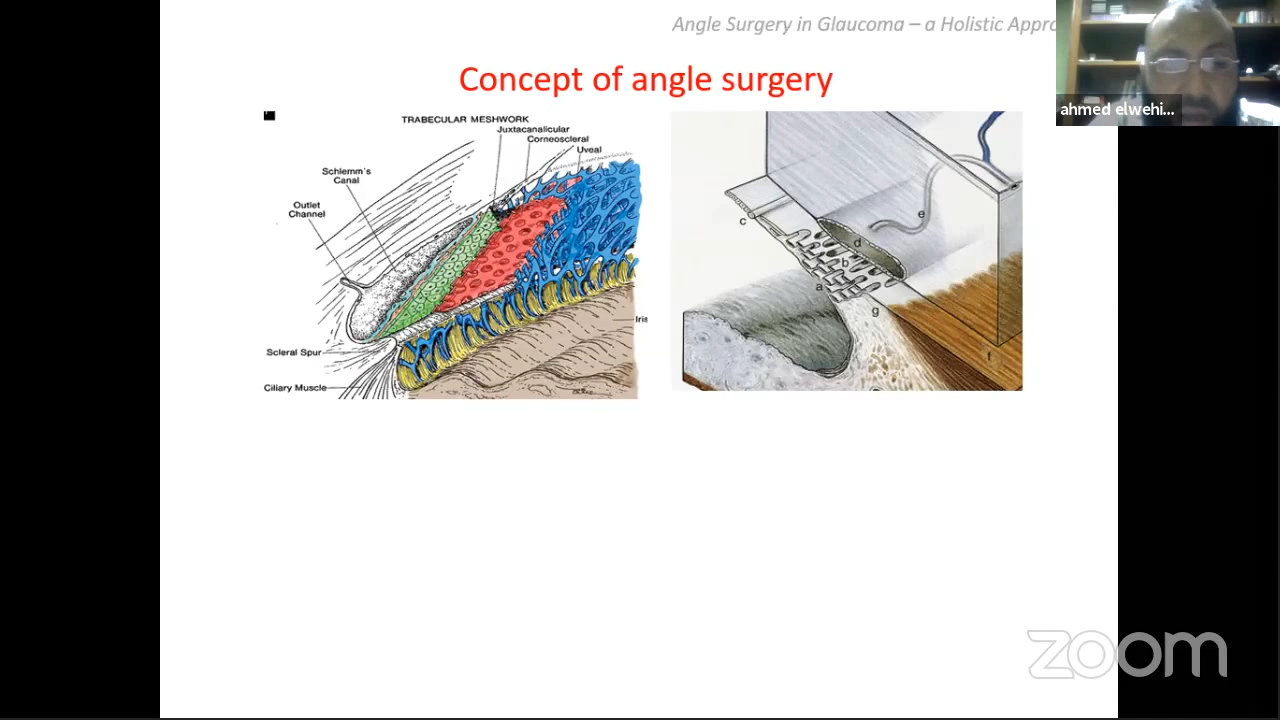 Angle Surgery in Glaucoma – a Holistic Appro
ahmed elwehi...
Concept of angle surgery
TRABECULAR MESHWORK
Juxtacanalicular
Corneoscleral
Uveal
Schlemm's
Canal
Outlet
Channel
Iris
Scleral Spur
Ciliary Muscle
c
e
d
b
a
g
f
zoom